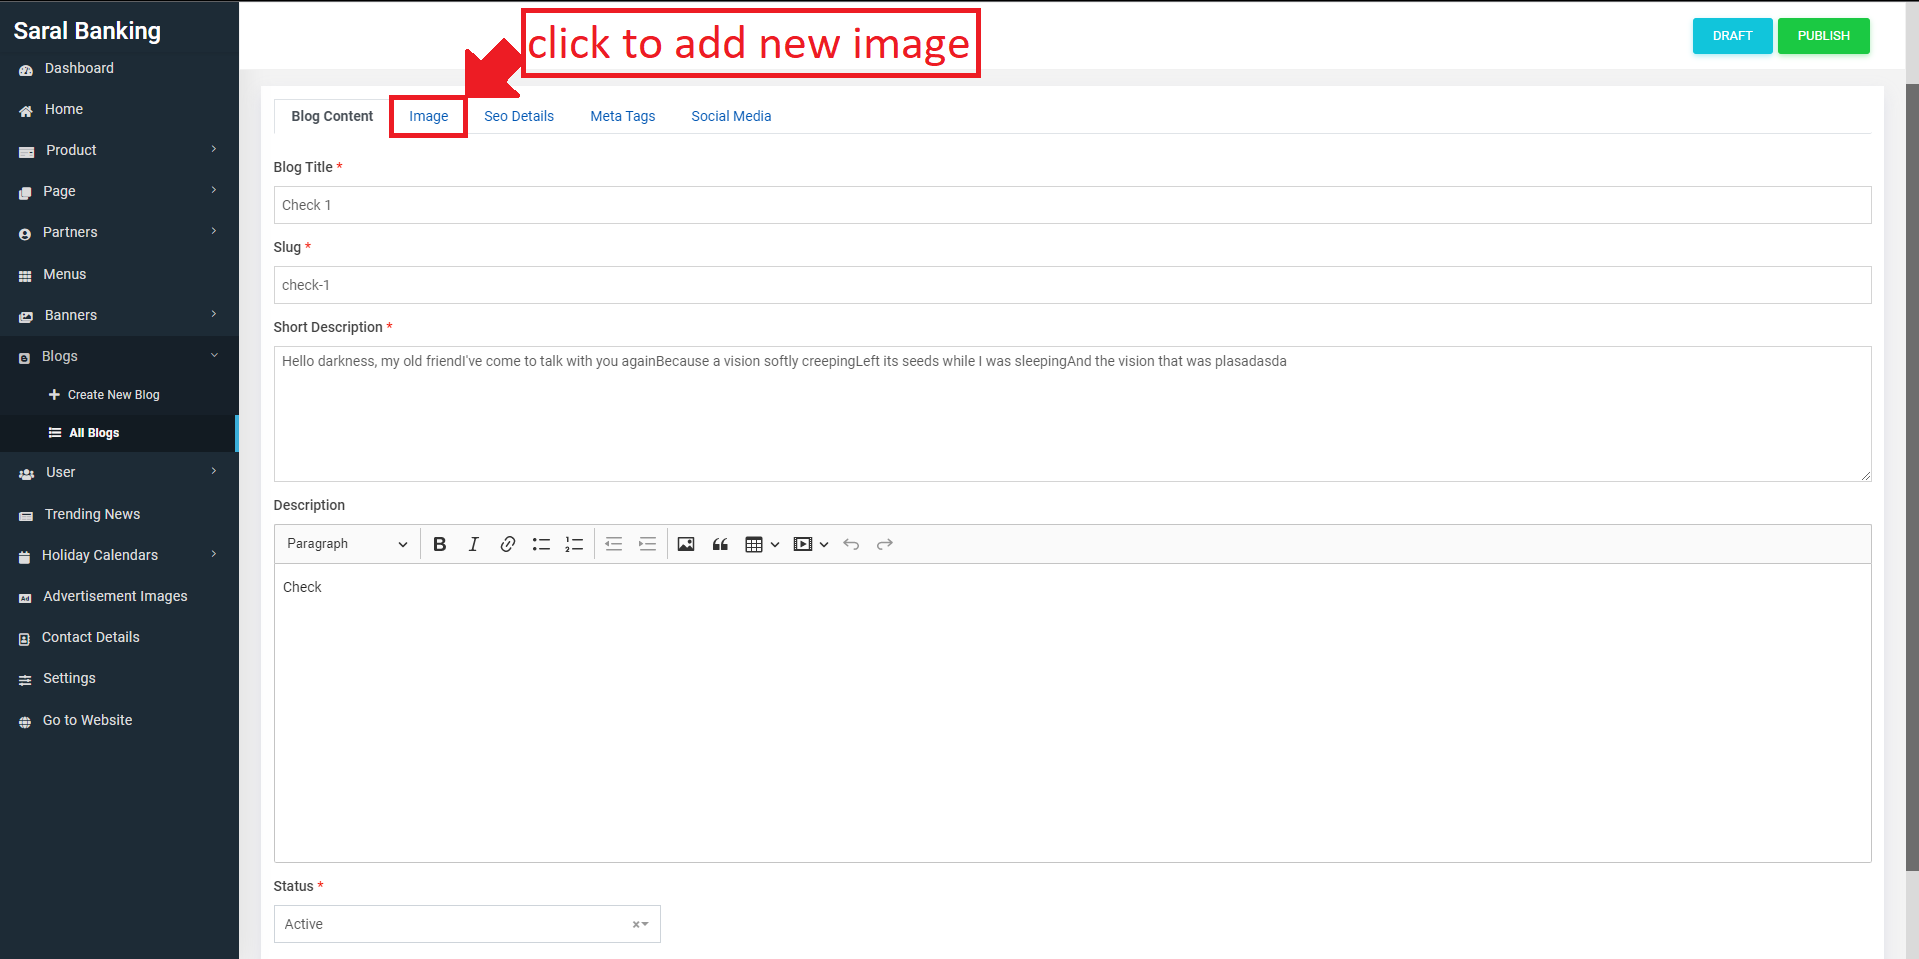 Saral Banking
Dashboard
Home
Product
Page
Partners
Menus
Banners
Blogs
Create New Blog
All Blogs
User
Trending News
Holiday Calendars
Ad Advertisement Images
Contact Details
Settings
Go to Website
click to add new image
DRAFT PUBLISH
Blog Content Image Seo Details Meta Tags Social Media
Blog Title *
Check 1
Slug *
check-1
Short Description *
Hello darkness, my old friendI've come to talk with you againBecause a vision softly creepingLeft its seeds while I was sleepingAnd the vision that was plasadasda
Description
Paragraph B I
Check
Status *
Active ×